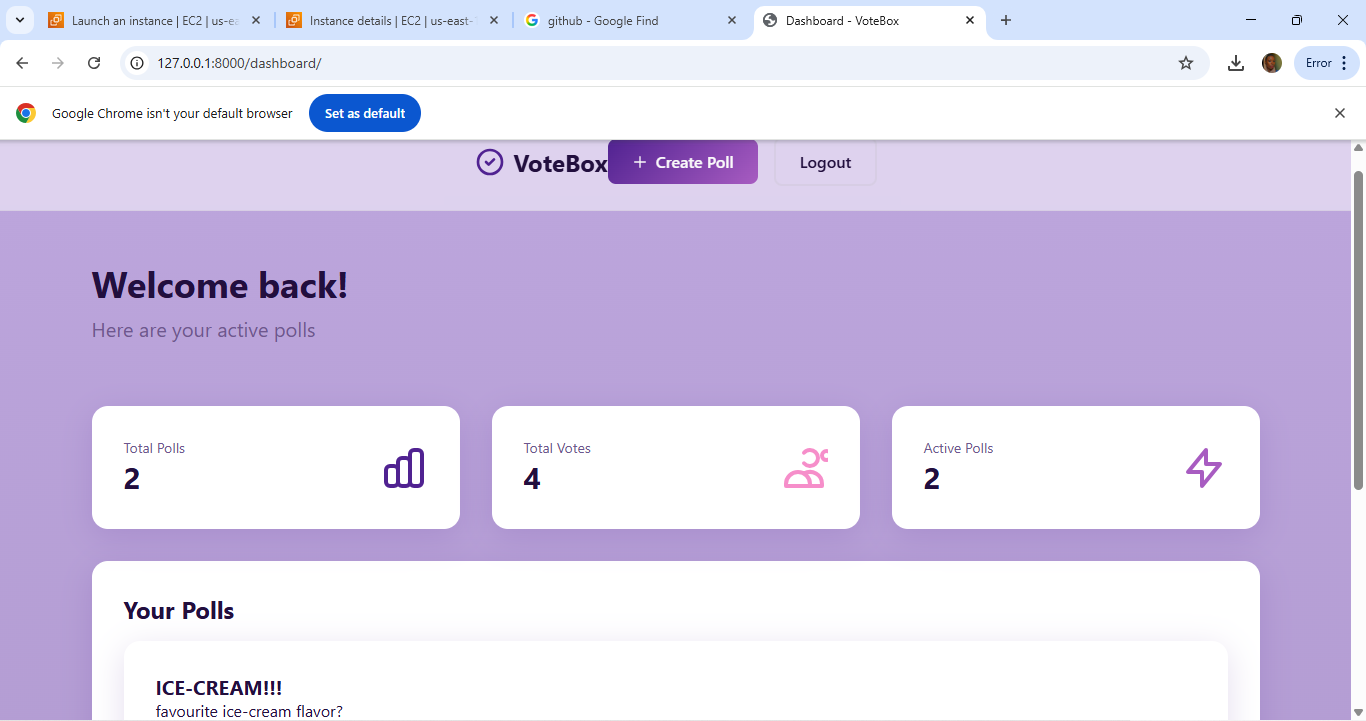 Launch an instance | EC2 | us-ea
Instance details | EC2 | us-east-1
github - Google Find
Dashboard - VoteBox
127.0.0.1:8000/dashboard/
Error
Google Chrome isn't your default browser
Set as default
VoteBox
+ Create Poll
Logout
Welcome back!
Here are your active polls
Total Polls
2
Total Votes
4
Active Polls
2
Your Polls
ICE-CREAM!!!
favourite ice-cream flavor?